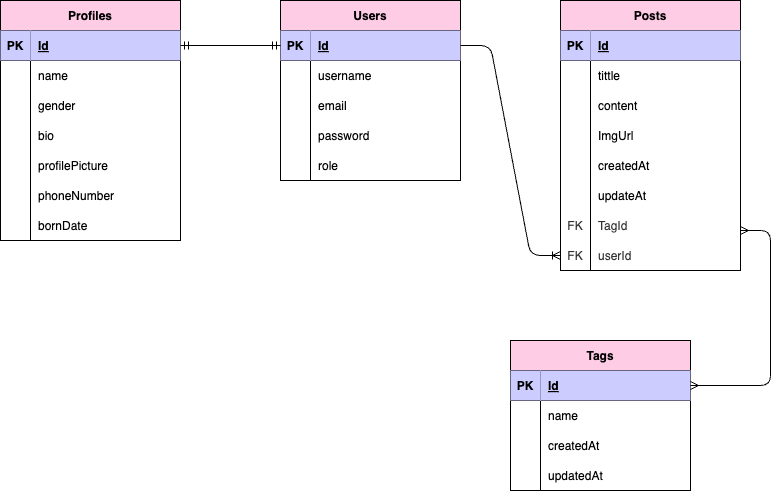 Profiles
PK Id
name
gender
bio
profilePicture
phoneNumber
bornDate
Users
PK Id
username
email
password
role
Posts
PK Id
tittle
content
ImgUrl
createdAt
updateAt
FK TagId
FK userId
Tags
PK Id
name
createdAt
updatedAt